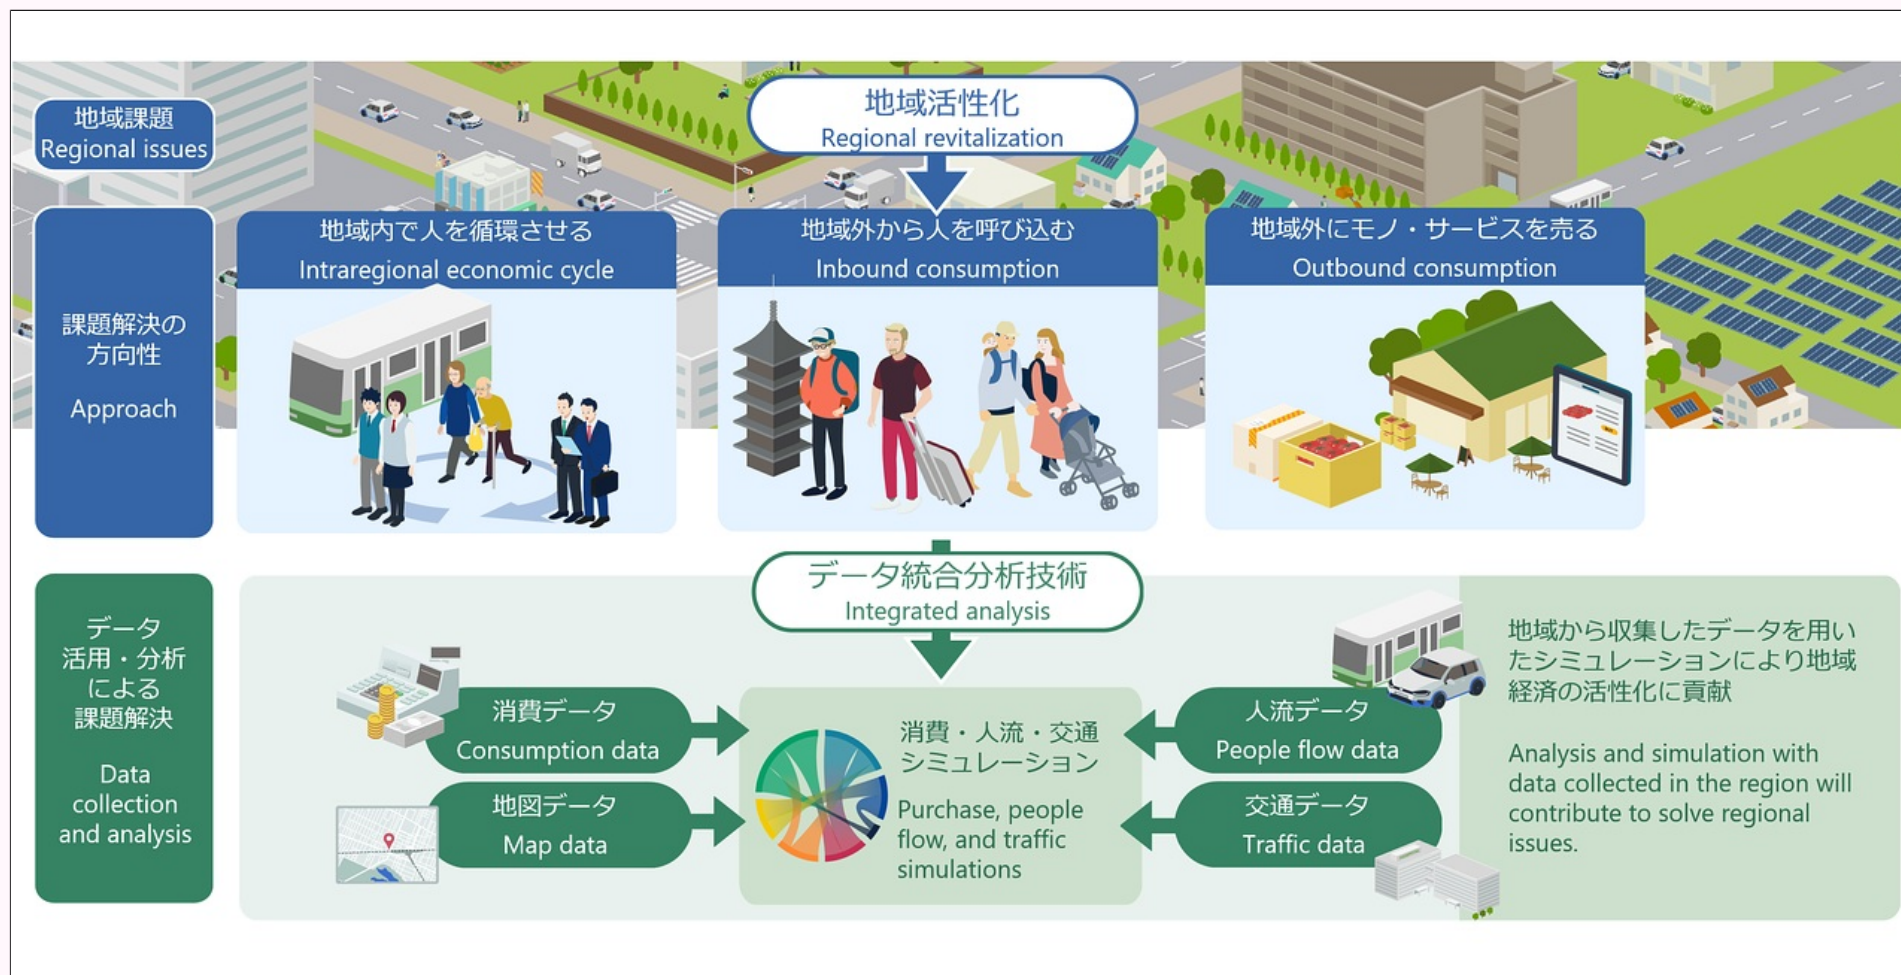 地域課題
Regional issues
地域活性化
Regional revitalization
課題解決の
方向性
Approach
地域内で人を循環させる
Intraregional economic cycle
地域外から人を呼び込む
Inbound consumption
地域外にモノ・サービスを売る
Outbound consumption
データ統合分析技術
Integrated analysis
データ
活用・分析
による
課題解決
Data
collection
and analysis
消費データ
Consumption data
地図データ
Map data
消費・人流・交通
シミュレーション
Purchase, people
flow, and traffic
simulations
人流データ
People flow data
交通データ
Traffic data
地域から収集したデータを用い
たシミュレーションにより地域
経済の活性化に貢献
Analysis and simulation with
data collected in the region will
contribute to solve regional
issues.